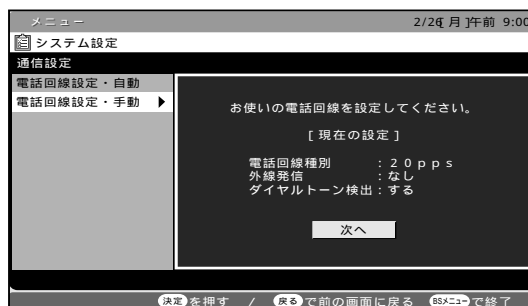 メニュー 2/26[月]午前 9:00
システム設定
通信設定
電話回線設定・自動
電話回線設定・手動 ▶
お使いの電話回線を設定してください。
[現在の設定]
電話回線種別 :20pps
外線発信 :なし
ダイヤルトーン検出:する
次へ
決定を押す / 戻るで前の画面に戻る BSメニューで終了